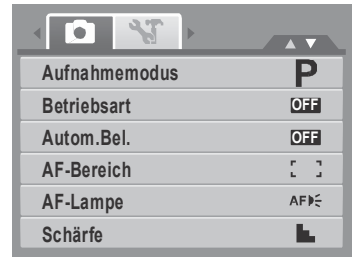 Aufnahmemodus P
Betriebsart OFF
Autom.Bel. OFF
AF-Bereich
AF-Lampe AF
Schärfe